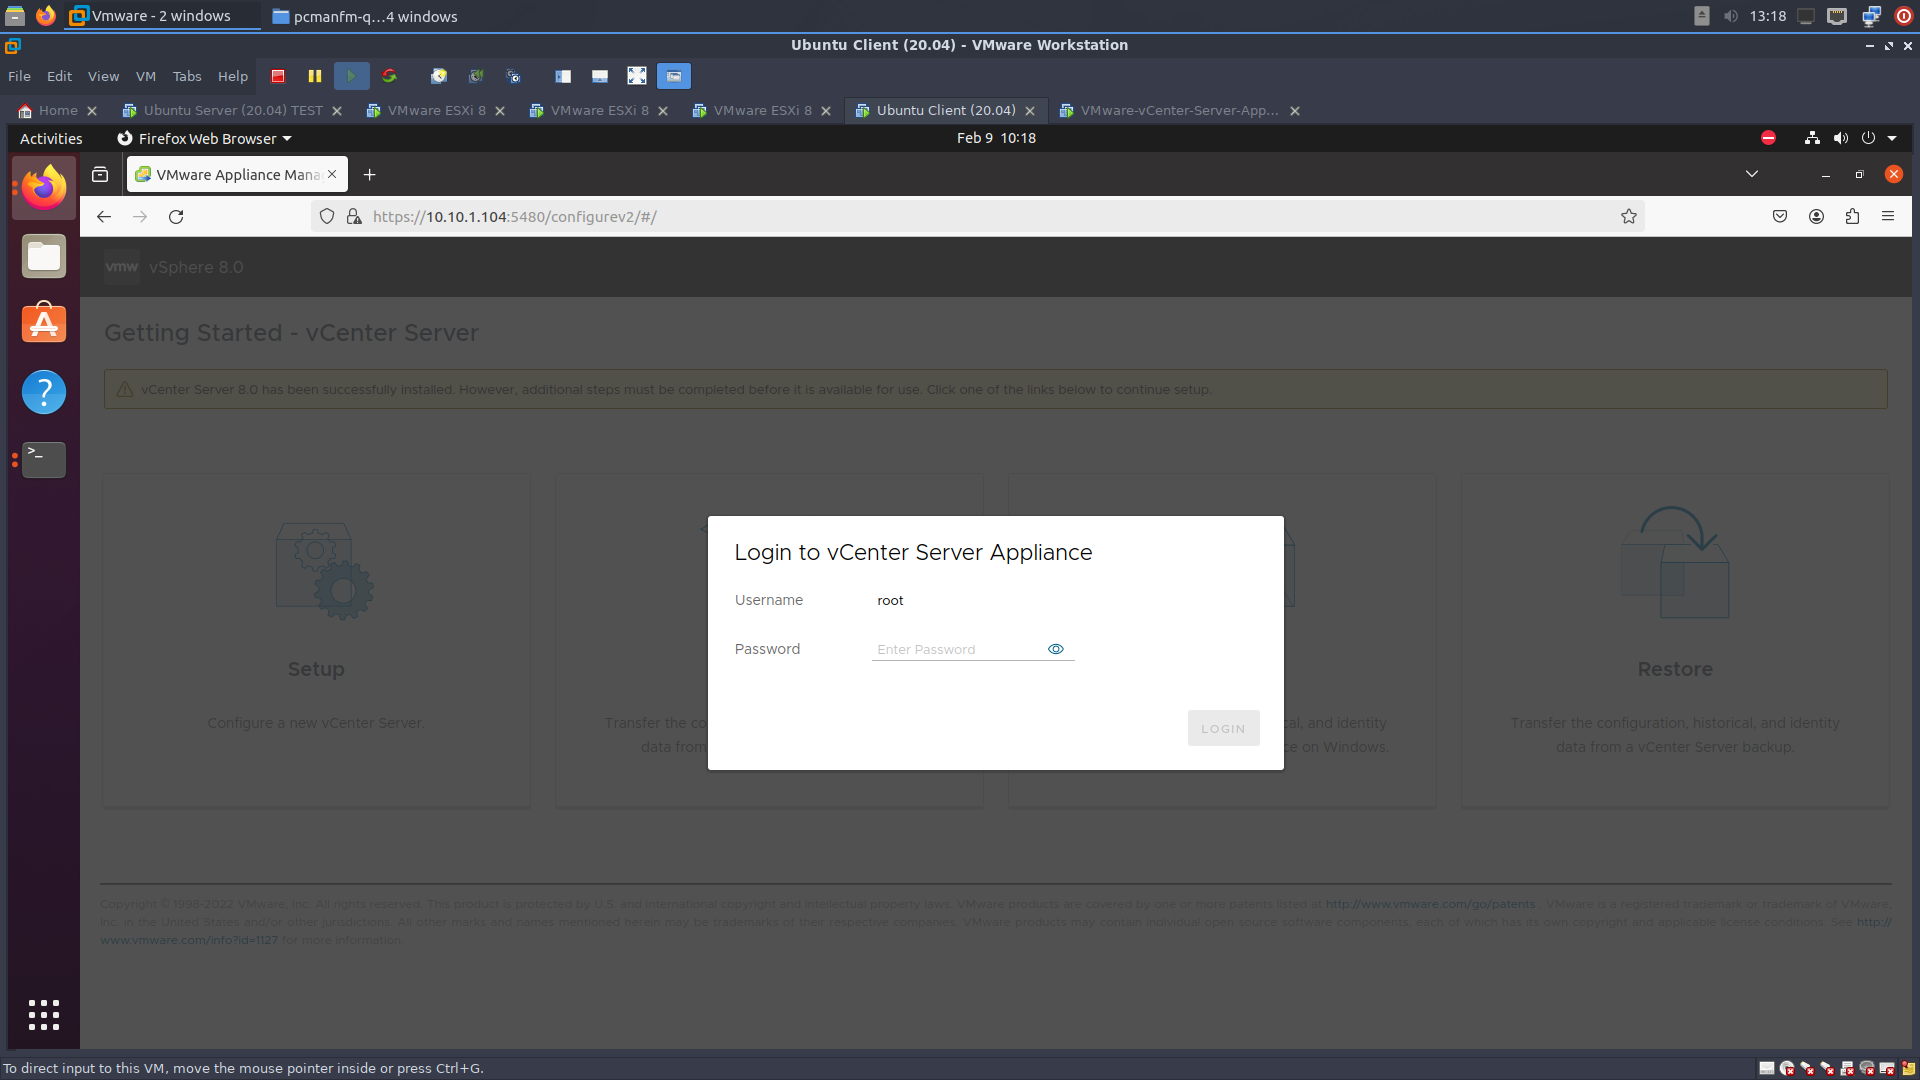 Vmware - 2 windows
pcmanfm-q...4 windows
13:18
Ubuntu Client (20.04) - VMware Workstation
File Edit View VM Tabs Help
Home
Ubuntu Server (20.04) TEST
VMware ESXi 8
VMware ESXi 8
VMware ESXi 8
Ubuntu Client (20.04)
VMware-vCenter-Server-App...
Activities
Firefox Web Browser
Feb 9 10:18
VMware Appliance Mana
https://10.10.1.104:5480/configurev2/#/
vmw vSphere 8.0
Getting Started - vCenter Server
vCenter Server 8.0 has been successfully installed. However, additional steps must be completed before it is available for use. Click one of the links below to continue setup.
Login to vCenter Server Appliance
Username root
Password Enter Password
LOGIN
Setup
Configure a new vCenter Server.
Transfer the co
data from
al, and identity
ce on Windows.
Restore
Transfer the configuration, historical, and identity
data from a vCenter Server backup.
Copyright © 1998-2022 VMware, Inc. All rights reserved. This product is protected by U.S. and international copyright and intellectual property laws. VMware products are covered by one or more patents listed at http://www.vmware.com/go/patents . VMware is a registered trademark or trademark of VMware,
Inc. in the United States and/or other jurisdictions. All other marks and names mentioned herein may be trademarks of their respective companies. VMware products may contain individual open source software components, each of which has its own copyright and applicable license conditions. See http://
www.vmware.com/info?id=1127 for more information.
To direct input to this VM, move the mouse pointer inside or press Ctrl+G.